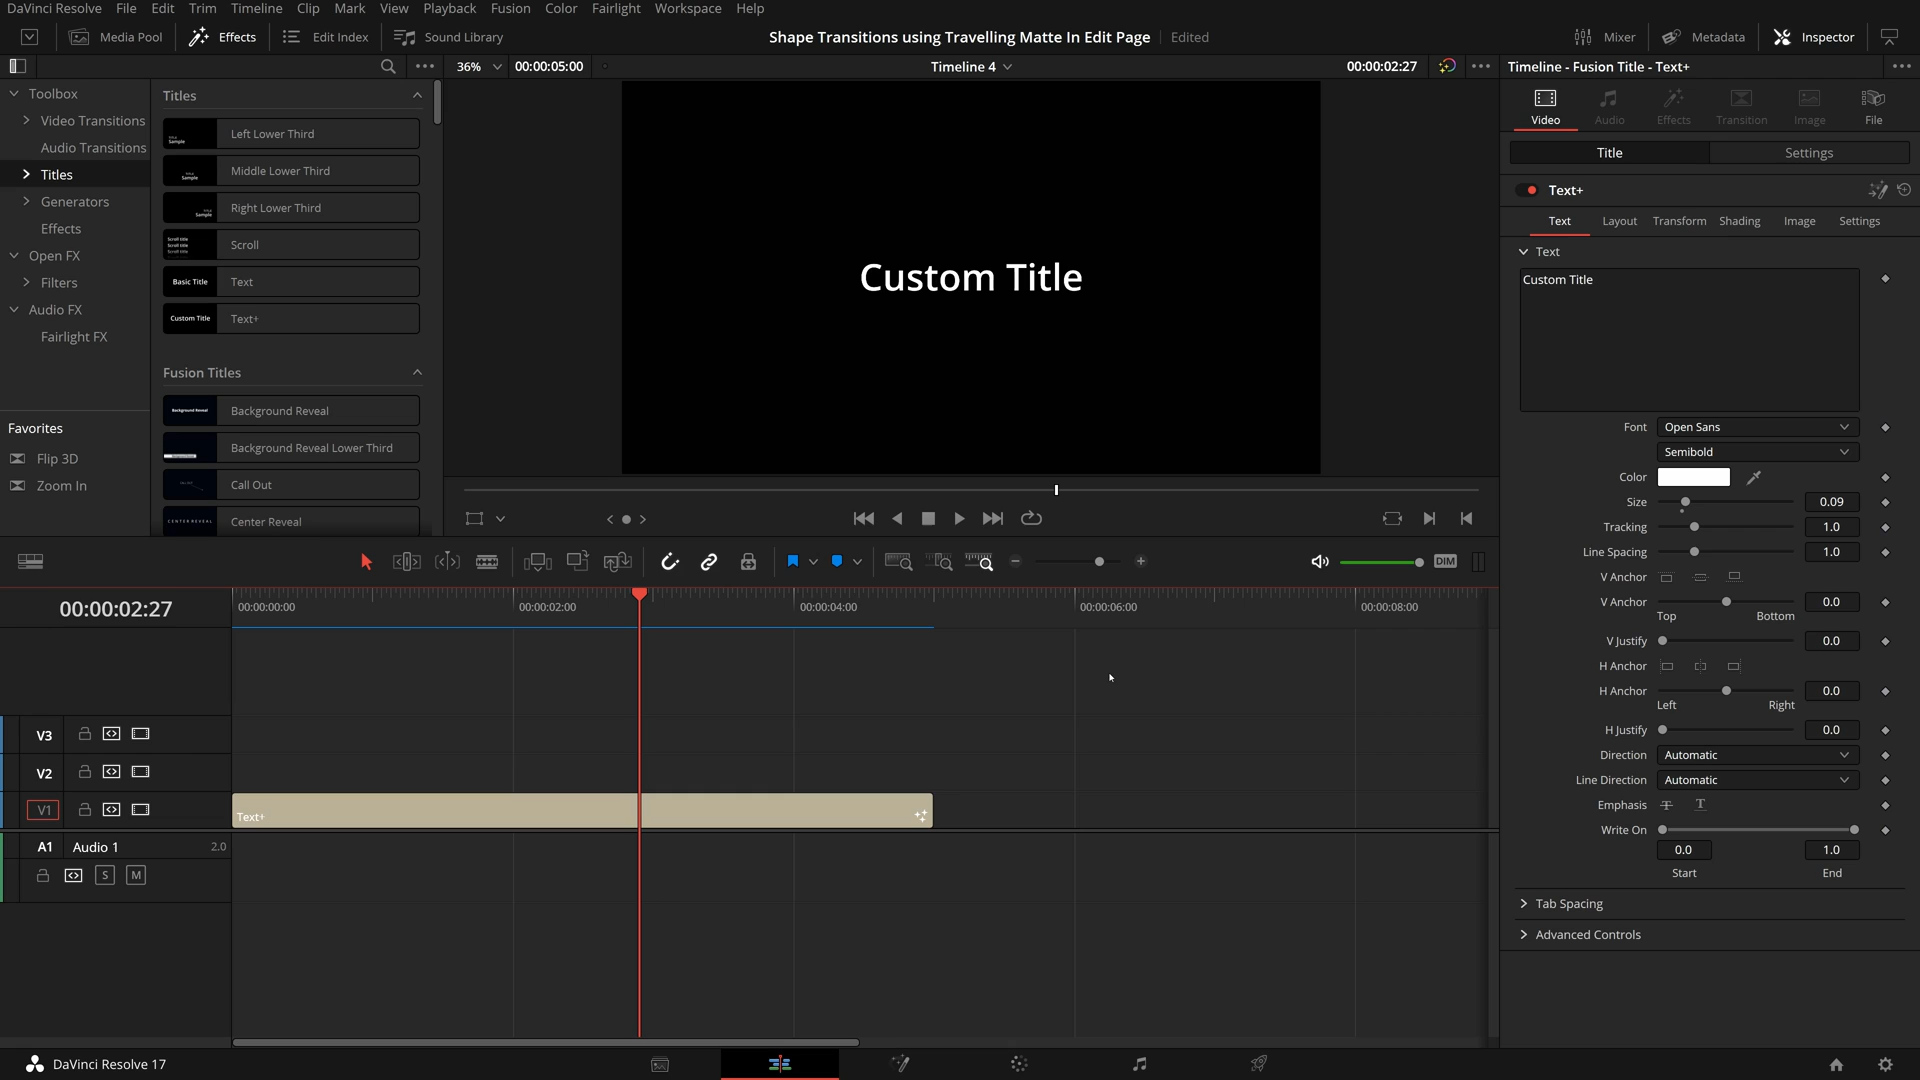 DaVinci Resolve File Edit Trim Timeline Clip Mark View Playback Fusion Color Fairlight Workspace Help
Media Pool Effects Edit Index Sound Library
Shape Transitions using Travelling Matte In Edit Page Edited
Mixer Metadata Inspector
36% 00:00:05:00 Timeline 4 00:00:02:27
Timeline - Fusion Title - Text+
Toolbox
Video Transitions
Audio Transitions
Titles
Generators
Effects
Open FX
Filters
Audio FX
Fairlight FX
Favorites
Flip 3D
Zoom In
Titles
Left Lower Third
Middle Lower Third
Right Lower Third
Scroll
Basic Title Text
Custom Title Text+
Fusion Titles
Background Reveal Background Reveal
Background Reveal Lower Third
Call Out
CENTER REVEAL Center Reveal
Custom Title
Video Audio Effects Transition Image File
Title Settings
Text+
Text Layout Transform Shading Image Settings
Text
Custom Title
Font Open Sans
Semibold
Color
Size 0.09
Tracking 1.0
Line Spacing 1.0
V Anchor
V Anchor 0.0
Top Bottom
V Justify 0.0
H Anchor
H Anchor 0.0
Left Right
H Justify 0.0
Direction Automatic
Line Direction Automatic
Emphasis T T
Write On
0.0 1.0
Start End
Tab Spacing
Advanced Controls
DIM
00:00:02:27
00:00:00:00 00:00:02:00 00:00:04:00 00:00:06:00 00:00:08:00
V3
V2
V1
Text+
A1 Audio 1 2.0
S M
DaVinci Resolve 17